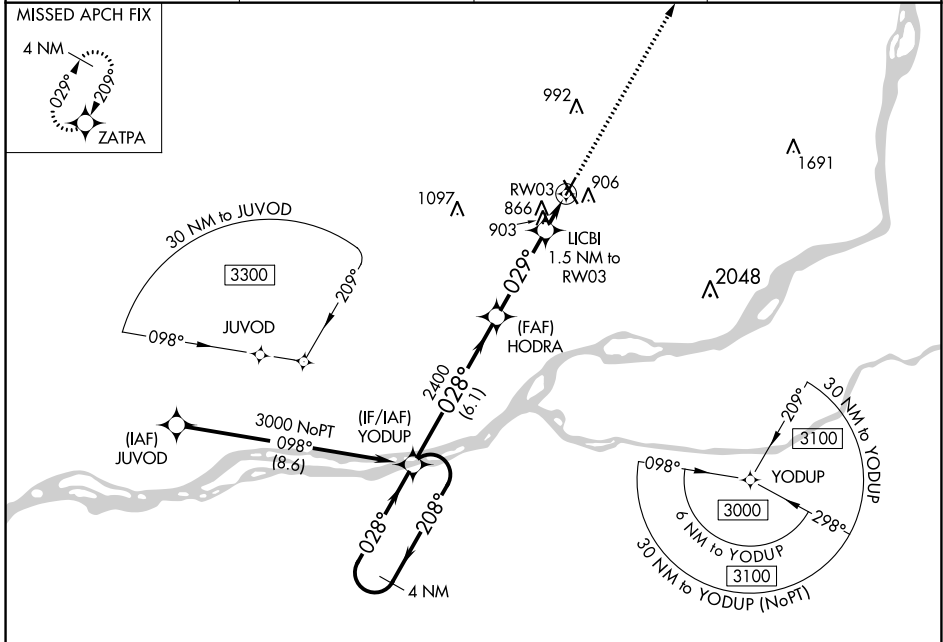 MISSED APCH FIX
4 NM
029°
209°
ZATPA
992
1691
RW03
906
1097
866
903
LICBI
1.5 NM to
RW03
30 NM to JUVOD
3300
209°
098°
JUVOD
029°
2048
(FAF)
HODRA
2400
028°
(6.1)
3000 NoPT
098°
(8.6)
(IAF)
JUVOD
(IF/IAF)
YODUP
028°
208°
4 NM
209°
30 NM to YODUP
3100
098°
YODUP
3000
298°
6 NM to YODUP
3100
30 NM to YODUP (NoPT)